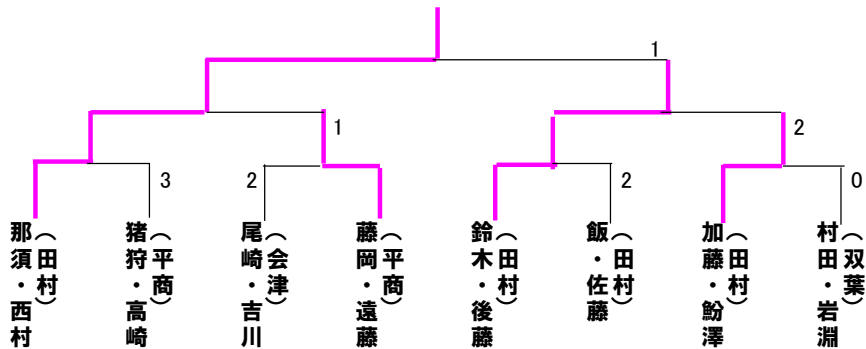 1
1
2
3
2
2
0
那須・西村
（田村）
猪狩・高崎
（平商）
尾崎・吉川
（会津）
藤岡・遠藤
（平商）
鈴木・後藤
（田村）
飯・佐藤
（田村）
加藤・鈖澤
（田村）
村田・岩淵
（双葉）